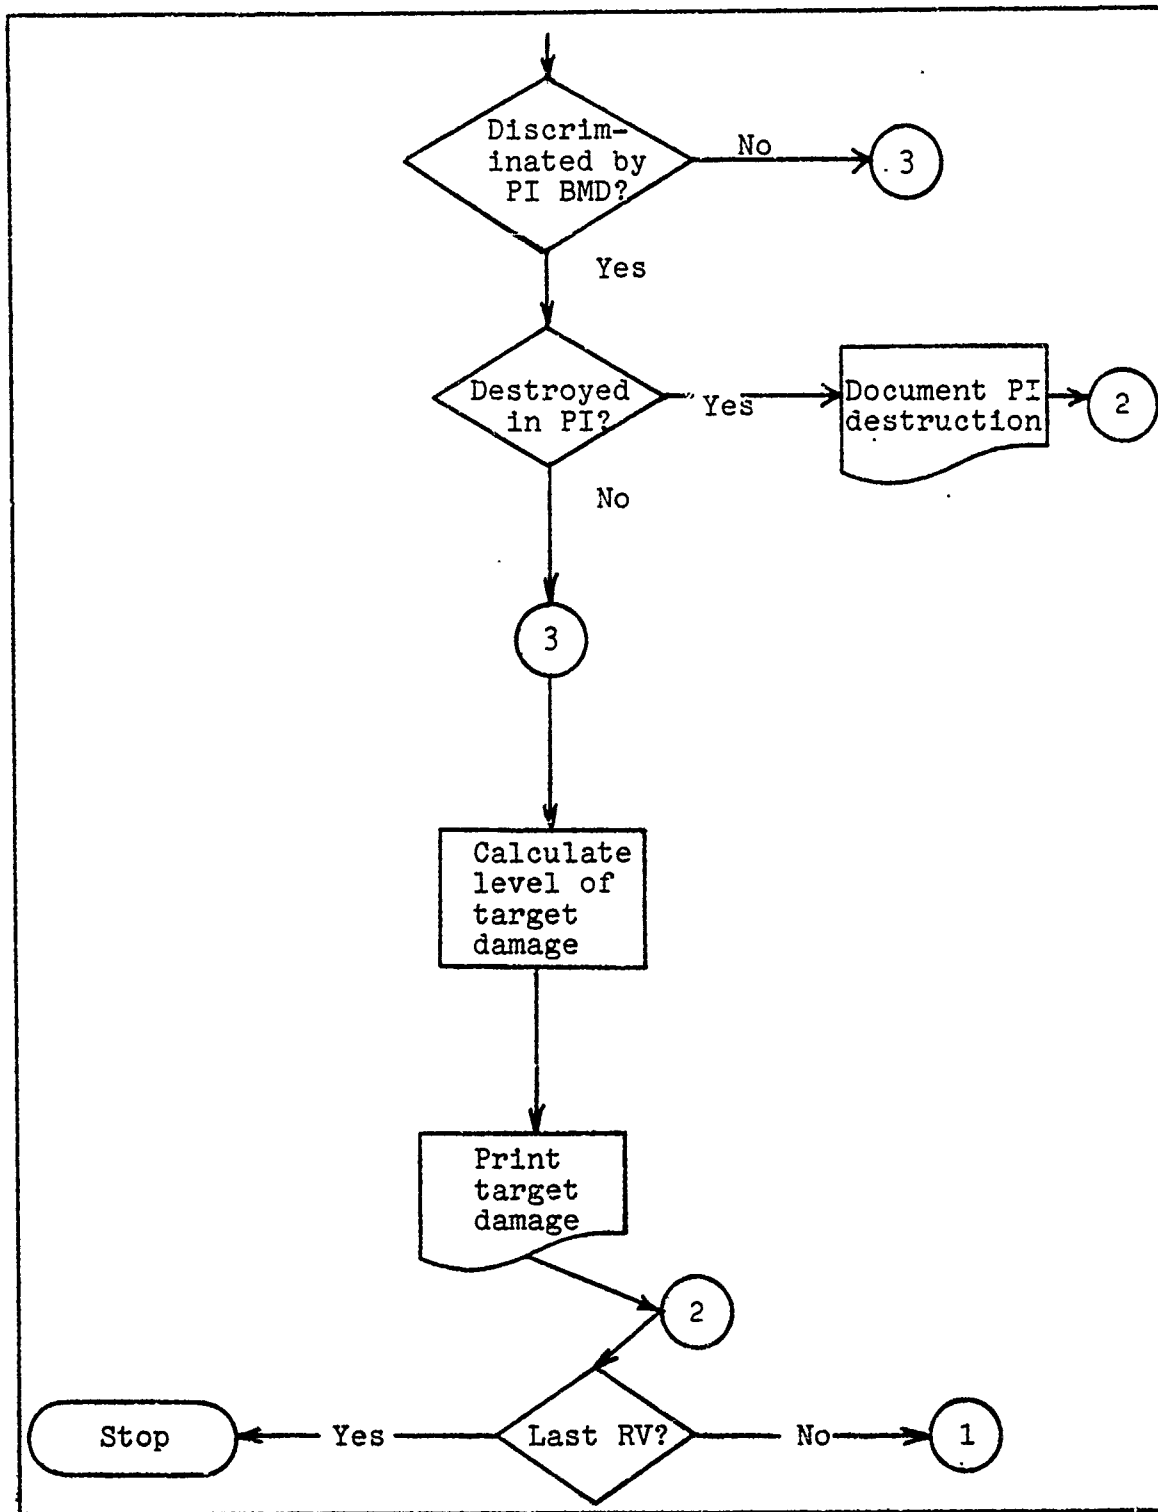 Discrim-
inated by
PI BMD?
No
3
Yes
Destroyed
in PI?
Yes
Document PI
destruction
2
No
3
Calculate
level of
target
damage
Print
target
damage
2
Stop
Yes
Last RV?
No
1